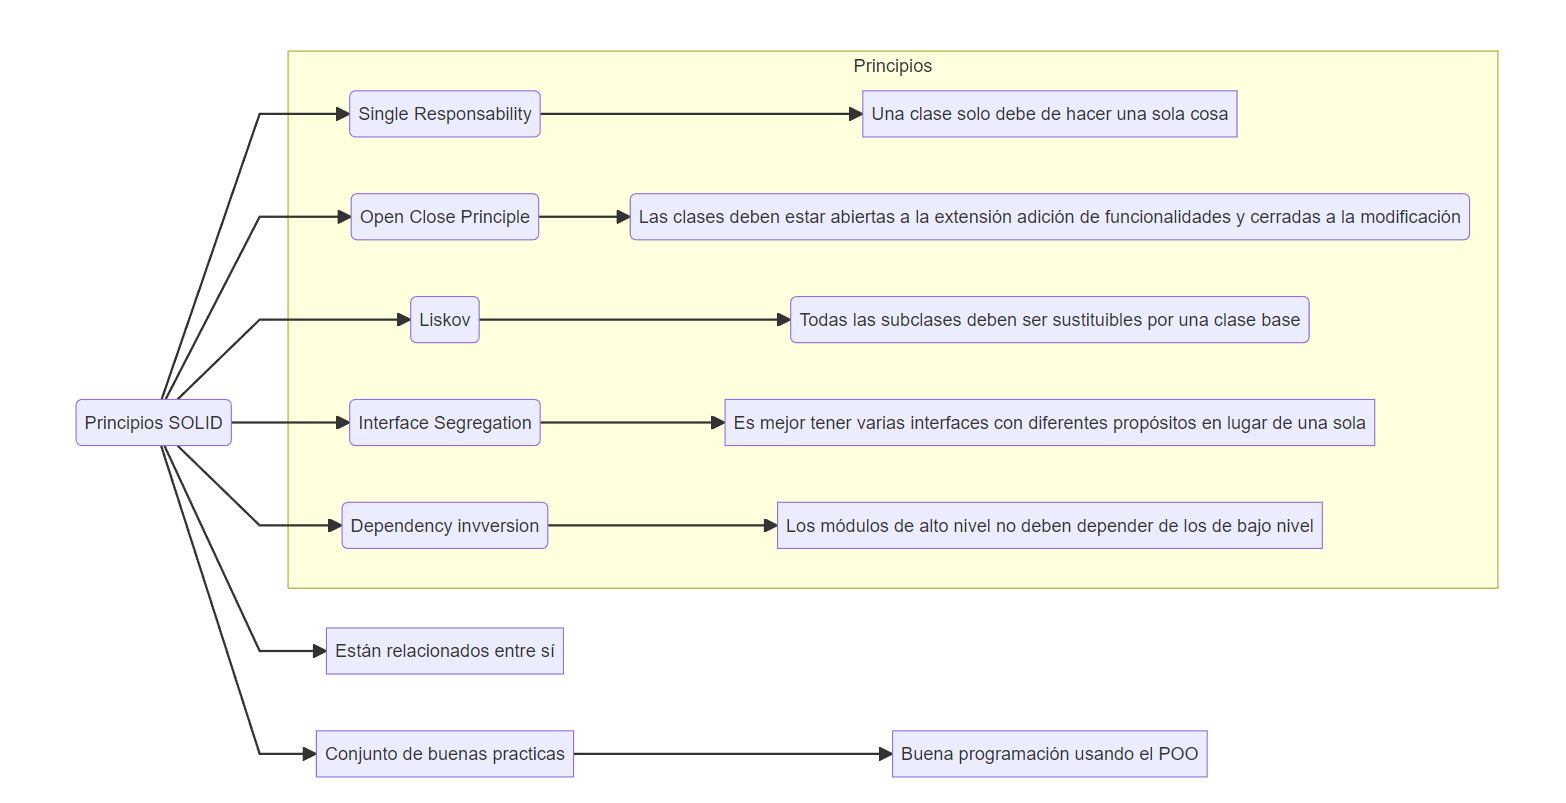 Principios
Single Responsability
Una clase solo debe de hacer una sola cosa
Open Close Principle
Las clases deben estar abiertas a la extensión adición de funcionalidades y cerradas a la modificación
Liskov
Todas las subclases deben ser sustituibles por una clase base
Principios SOLID
Interface Segregation
Es mejor tener varias interfaces con diferentes propósitos en lugar de una sola
Dependency invversion
Los módulos de alto nivel no deben depender de los de bajo nivel
Están relacionados entre sí
Conjunto de buenas practicas
Buena programación usando el POO